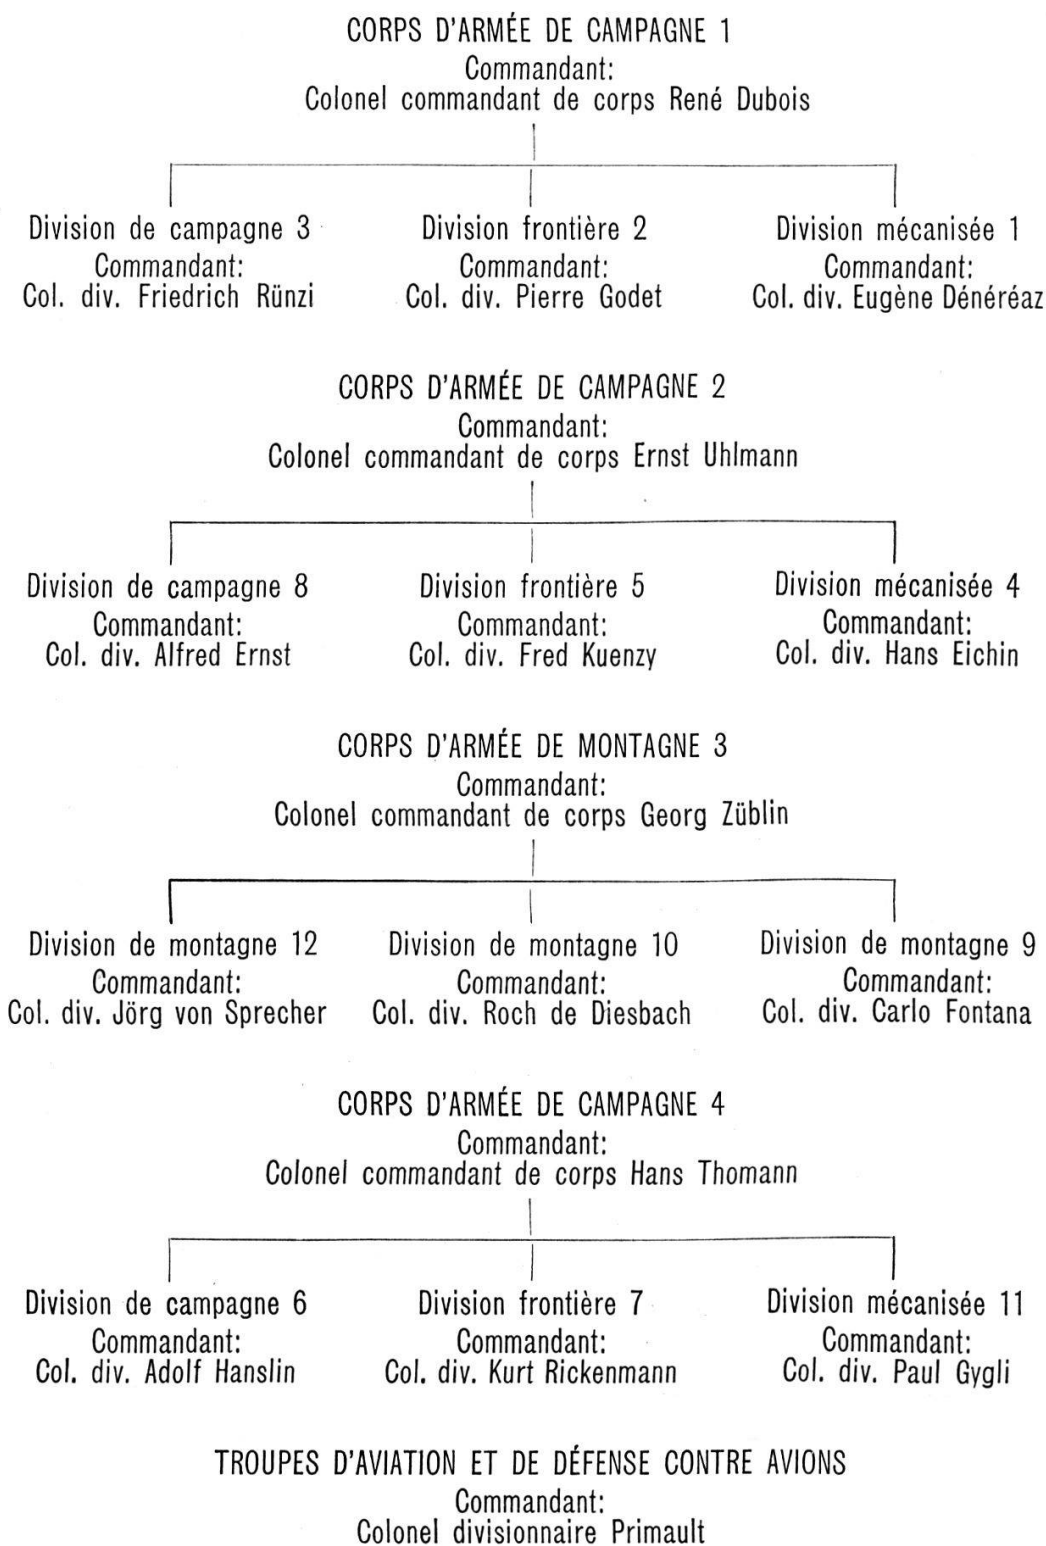 CORPS D'ARMÉE DE CAMPAGNE 1
Commandant:
Colonel commandant de corps René Dubois
Division de campagne 3
Commandant:
Col. div. Friedrich Rünzi
Division frontière 2
Commandant:
Col. div. Pierre Godet
Division mécanisée 1
Commandant:
Col. div. Eugène Dénéréaz
CORPS D'ARMÉE DE CAMPAGNE 2
Commandant:
Colonel commandant de corps Ernst Uhlmann
Division de campagne 8
Commandant:
Col. div. Alfred Ernst
Division frontière 5
Commandant:
Col. div. Fred Kuenzy
Division mécanisée 4
Commandant:
Col. div. Hans Eichin
CORPS D'ARMÉE DE MONTAGNE 3
Commandant:
Colonel commandant de corps Georg Züblin
Division de montagne 12
Commandant:
Col. div. Jörg von Sprecher
Division de montagne 10
Commandant:
Col. div. Roch de Diesbach
Division de montagne 9
Commandant:
Col. div. Carlo Fontana
CORPS D'ARMÉE DE CAMPAGNE 4
Commandant:
Colonel commandant de corps Hans Thomann
Division de campagne 6
Commandant:
Col. div. Adolf Hanslin
Division frontière 7
Commandant:
Col. div. Kurt Rickenmann
Division mécanisée 11
Commandant:
Col. div. Paul Gygli
TROUPES D'AVIATION ET DE DÉFENSE CONTRE AVIONS
Commandant:
Colonel divisionnaire Primault